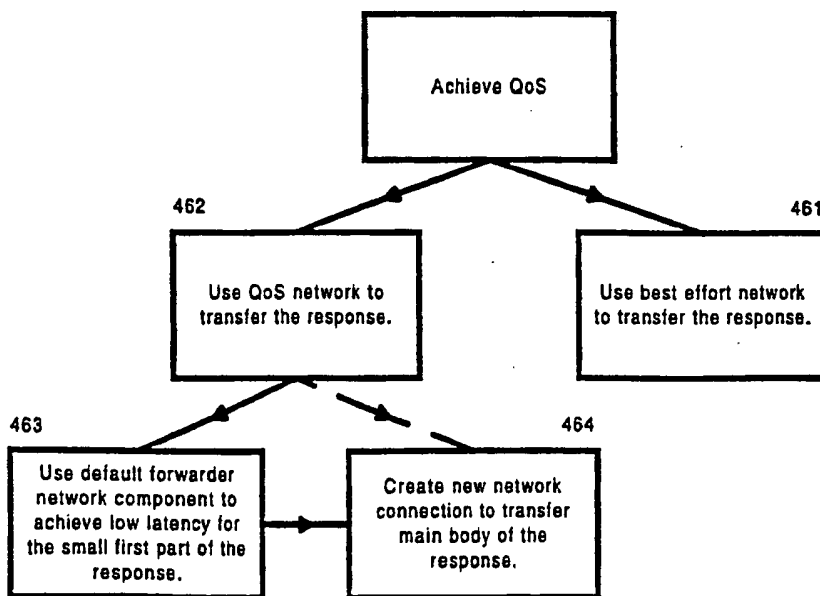 Achieve QoS
462
461
Use QoS network to
transfer the response.
Use best effort network
to transfer the response.
463
464
Use default forwarder
network component to
achieve low latency for
the small first part of the
response.
Create new network
connection to transfer
main body of the
response.